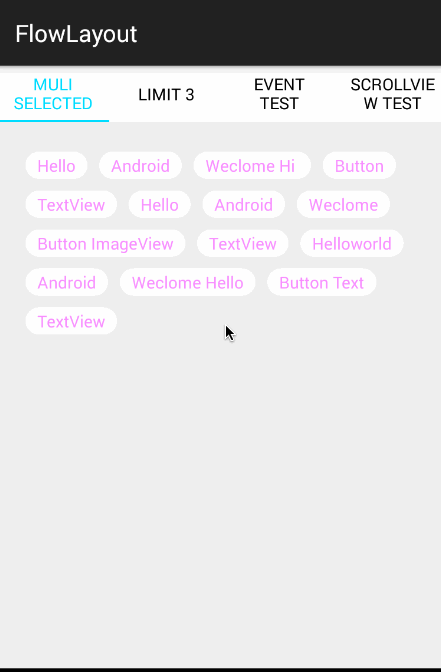 FlowLayout
MULI
SELECTED
LIMIT 3
EVENT
TEST
SCROLLVIE
W TEST
Hello Android Weclome Hi Button
TextView Hello Android Weclome
Button ImageView TextView Helloworld
Android Weclome Hello Button Text
TextView